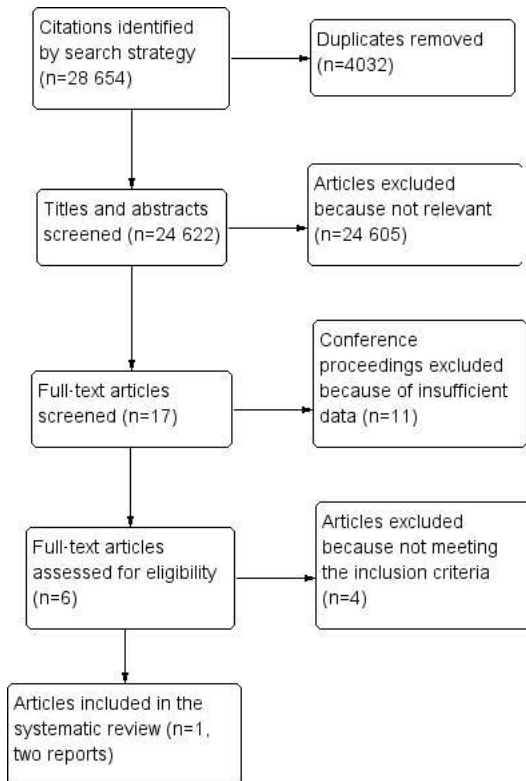 Citations identified
by search strategy
(n=28 654)
Duplicates removed
(n=4032)
Titles and abstracts
screened (n=24 622)
Articles excluded
because not relevant
(n=24 605)
Full-text articles
screened (n=17)
Conference
proceedings excluded
because of insufficient
data (n=11)
Full-text articles
assessed for eligibility
(n=6)
Articles excluded
because not meeting
the inclusion criteria
(n=4)
Articles included in the
systematic review (n=1,
two reports)